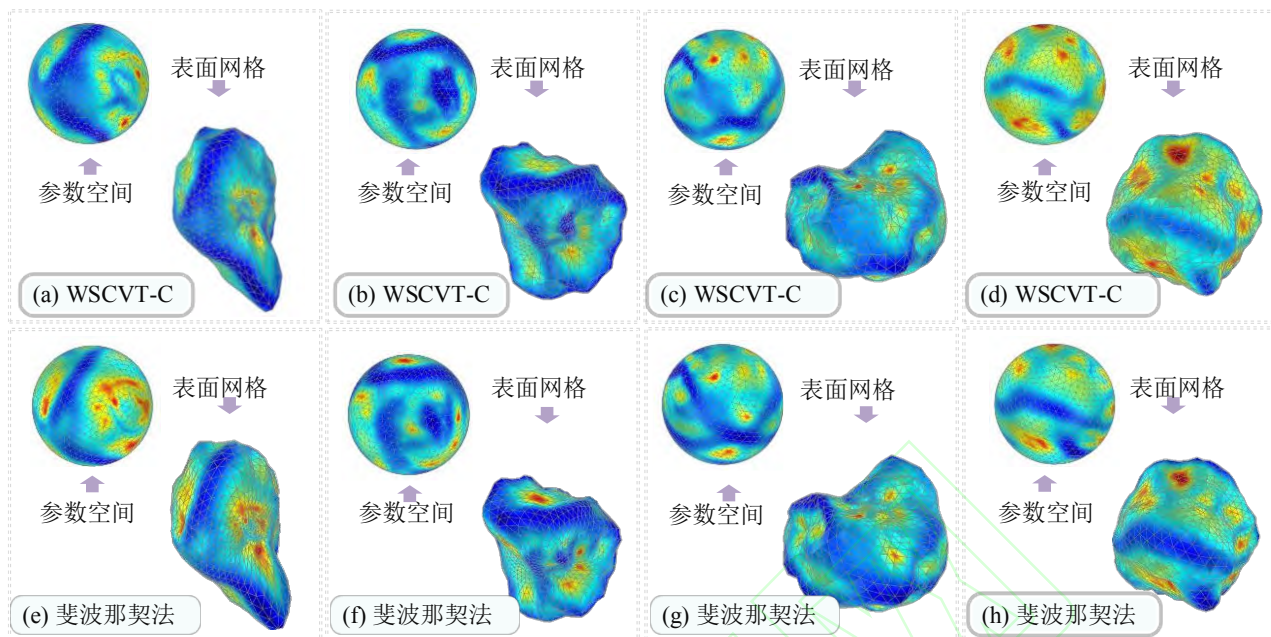 表面网格
参数空间
(a) WSCVT-C
表面网格
参数空间
(b) WSCVT-C
表面网格
参数空间
(c) WSCVT-C
表面网格
参数空间
(d) WSCVT-C
表面网格
参数空间
(e) 斐波那契法
表面网格
参数空间
(f) 斐波那契法
表面网格
参数空间
(g) 斐波那契法
表面网格
参数空间
(h) 斐波那契法